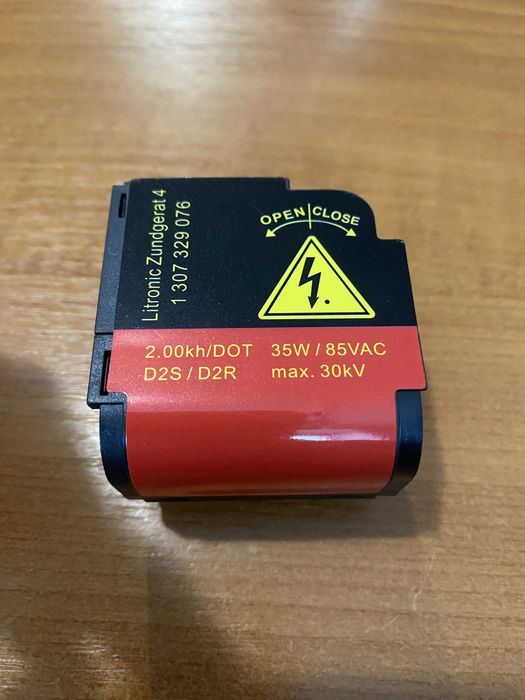 Litronic Zundgerat 4
1 307 329 076
OPEN CLOSE
2.00kh/DOT 35W / 85VAC
D2S / D2R max. 30kV